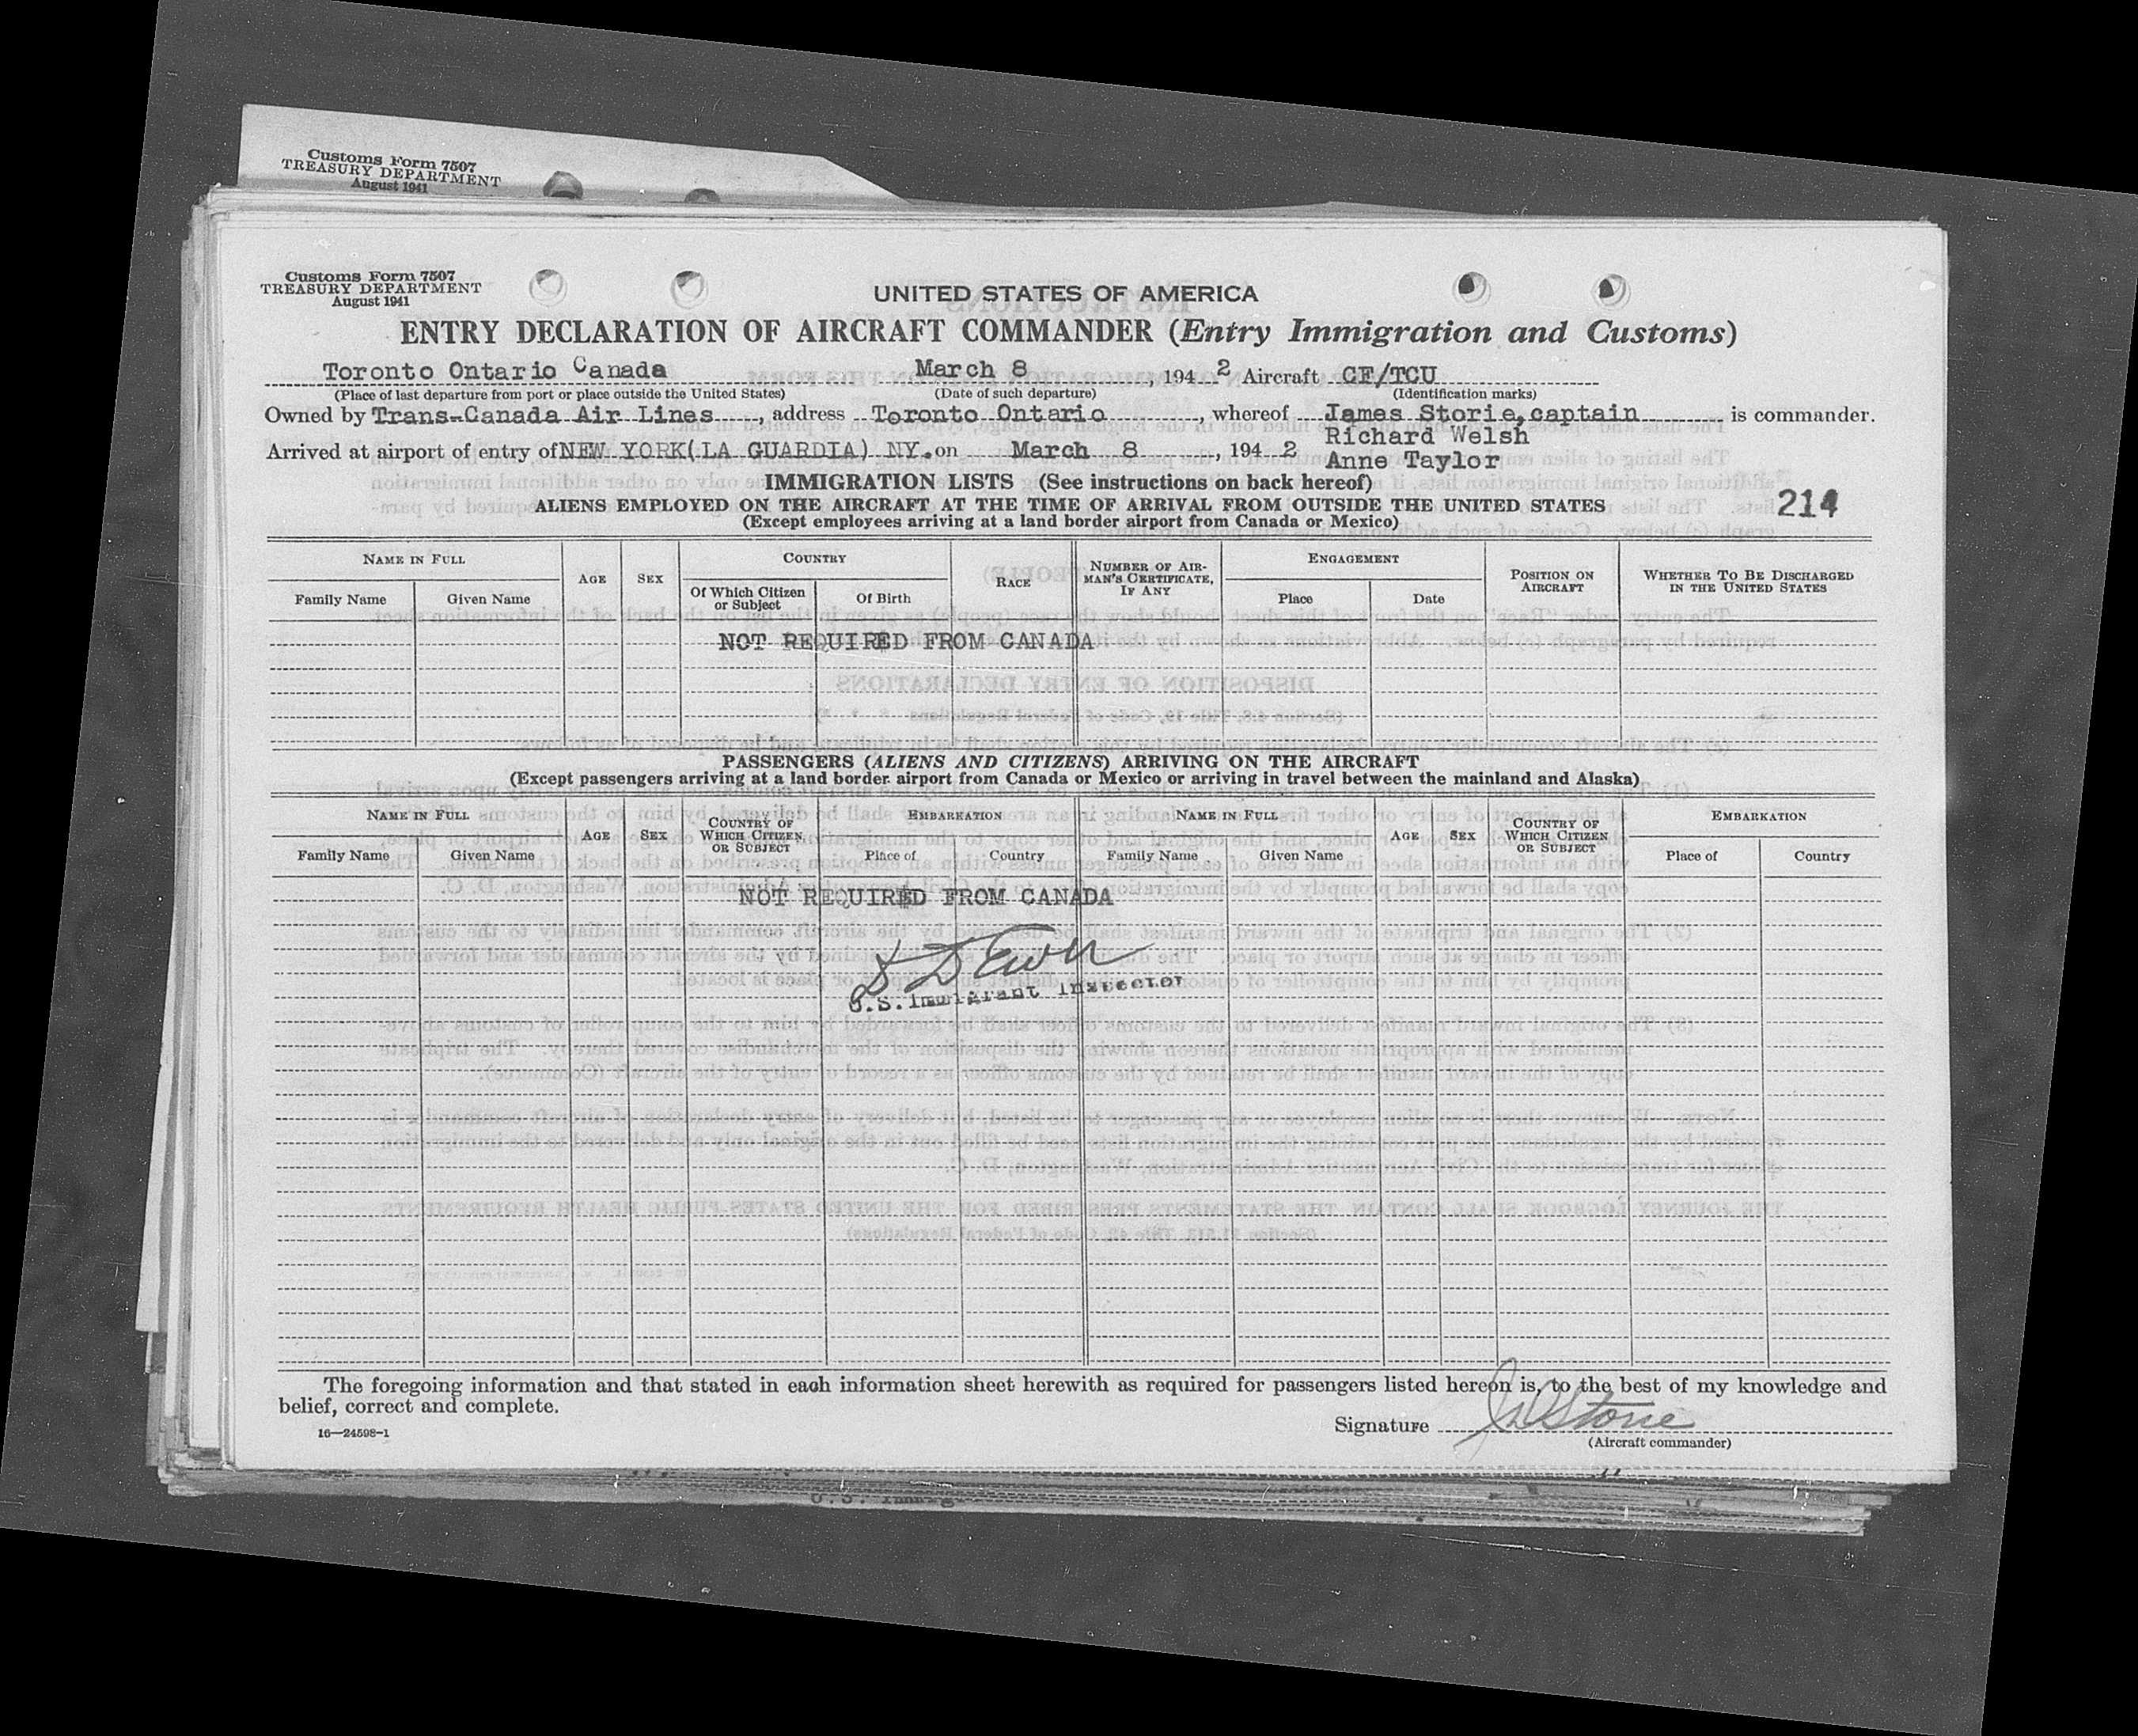 Customs Form 7507
TREASURY DEPARTMENT
August 1941
Customs Form 7507
TREASURY DEPARTMENT
August 1941
UNITED STATES OF AMERICA
ENTRY DECLARATION OF AIRCRAFT COMMANDER (Entry Immigration and Customs)
Toronto Ontario Canada March 8, 1942 Aircraft CF/TCU
(Place of last departure from port or place outside the United States) (Date of such departure) (Identification marks)
Owned by Trans-Canada Air Lines, address Toronto Ontario, whereof James Storie, captain is commander.
Richard Welsh
Arrived at airport of entry of NEW YORK(LA GUARDIA) NY. on March 8, 1942
Anne Taylor
IMMIGRATION LISTS (See instructions on back hereof)
ALIENS EMPLOYED ON THE AIRCRAFT AT THE TIME OF ARRIVAL FROM OUTSIDE THE UNITED STATES 214
(Except employees arriving at a land border airport from Canada or Mexico)
NAME IN FULL AGE SEX COUNTRY RACE NUMBER OF AIRMAN'S CERTIFICATE, IF ANY ENGAGEMENT POSITION ON AIRCRAFT WHETHER TO BE DISCHARGED IN THE UNITED STATES
Family Name Given Name Of Which Citizen or Subject Of Birth Place Date
NOT REQUIRED FROM CANADA
PASSENGERS (ALIENS AND CITIZENS) ARRIVING ON THE AIRCRAFT
(Except passengers arriving at a land border airport from Canada or Mexico or arriving in travel between the mainland and Alaska)
NAME IN FULL AGE SEX COUNTRY OF WHICH CITIZEN OR SUBJECT EMBARKATION NAME IN FULL AGE SEX COUNTRY OF WHICH CITIZEN OR SUBJECT EMBARKATION
Family Name Given Name Place of Country Family Name Given Name Place of Country
NOT REQUIRED FROM CANADA
U.S. Immigrant Inspector
The foregoing information and that stated in each information sheet herewith as required for passengers listed hereon is, to the best of my knowledge and
belief, correct and complete.
Signature Storie
(Aircraft commander)
16—24598-1